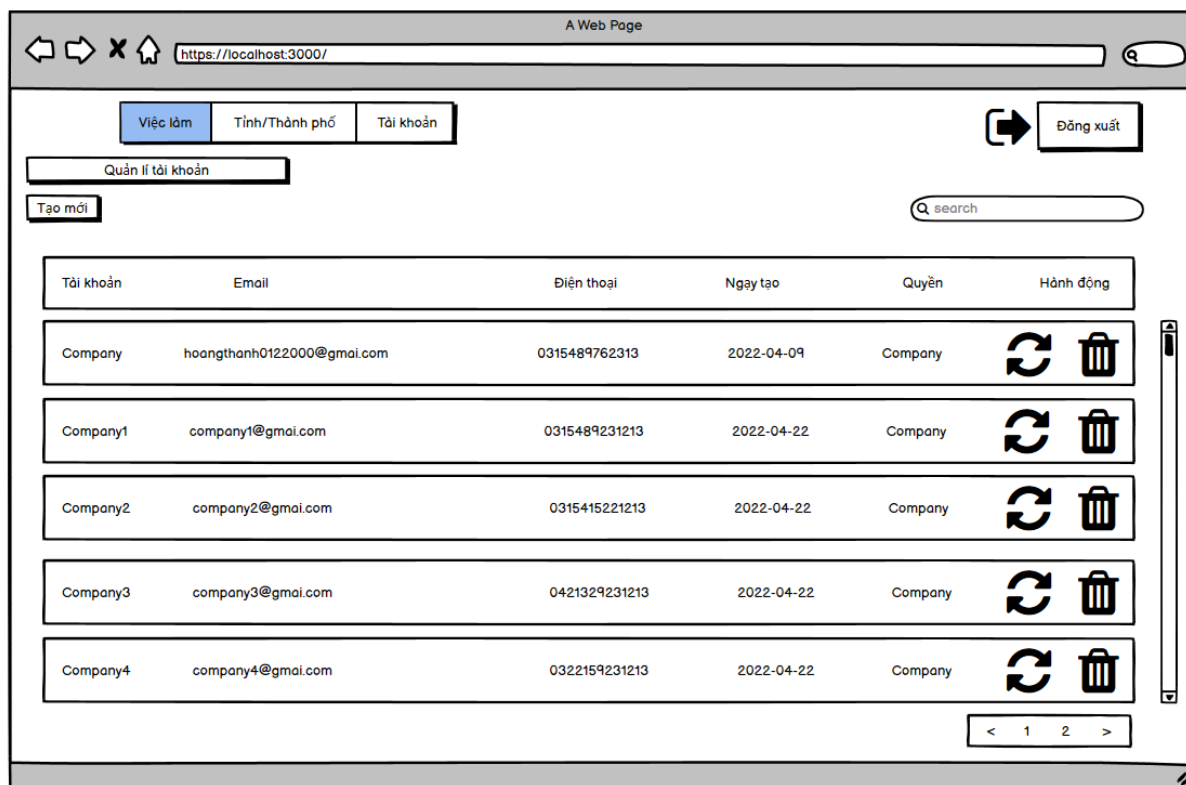 A Web Page
https://localhost:3000/
Việc làm Tỉnh/Thành phố Tài khoản Đăng xuất
Quản lí tài khoản
Tạo mới search
Tài khoản Email Điện thoại Ngạy tạo Quyền Hành động
Company hoangthanh0122000@gmai.com 0315489762313 2022-04-09 Company
Company1 company1@gmai.com 0315489231213 2022-04-22 Company
Company2 company2@gmai.com 0315415221213 2022-04-22 Company
Company3 company3@gmai.com 0421329231213 2022-04-22 Company
Company4 company4@gmai.com 0322159231213 2022-04-22 Company
< 1 2 >